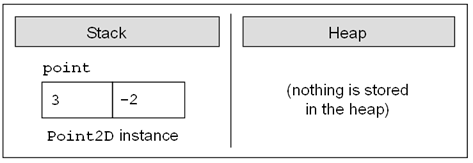 Stack
Heap
point
3
-2
Point2D instance
(nothing is stored
in the heap)